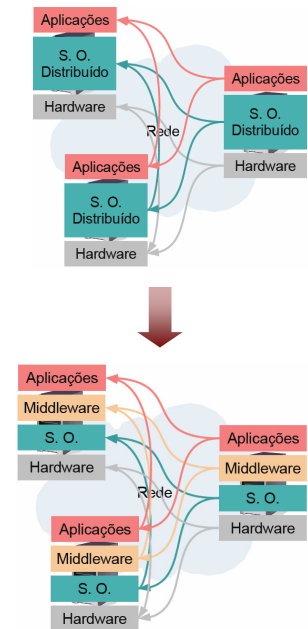 Aplicações
S. O.
Distribuído
Hardware
Aplicações
S. O.
Distribuído
Hardware
Rede
Aplicações
S. O.
Distribuído
Hardware
Aplicações
Middleware
S. O.
Hardware
Aplicações
Middleware
S. O.
Hardware
Rede
Aplicações
Middleware
S. O.
Hardware